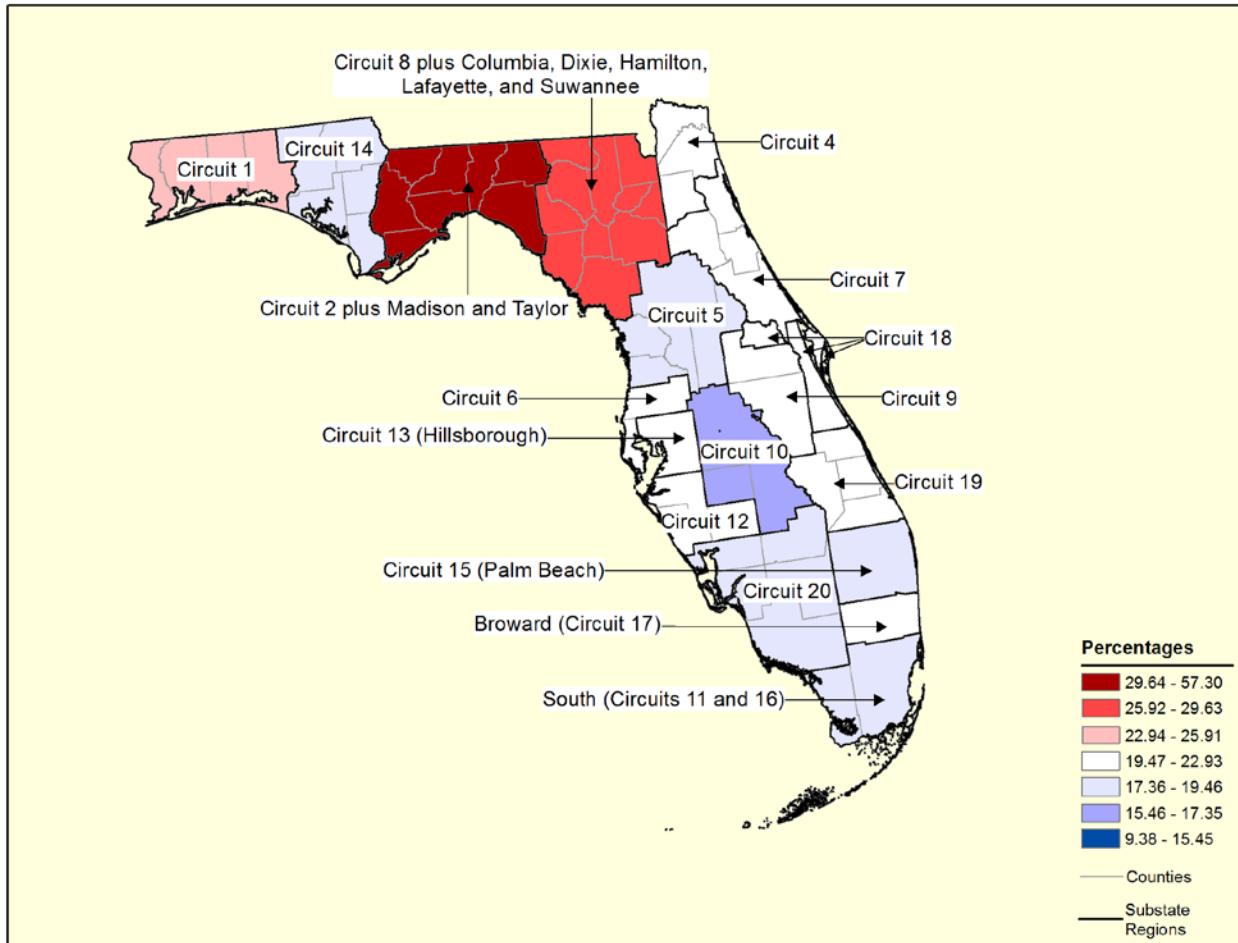 Circuit 8 plus Columbia, Dixie, Hamilton,
Lafayette, and Suwannee
Circuit 4
Circuit 14
Circuit 1
Circuit 7
Circuit 2 plus Madison and Taylor
Circuit 5
Circuit 18
Circuit 6
Circuit 9
Circuit 13 (Hillsborough)
Circuit 10
Circuit 19
Circuit 12
Circuit 15 (Palm Beach)
Circuit 20
Broward (Circuit 17)
South (Circuits 11 and 16)
Percentages
29.64 - 57.30
25.92 - 29.63
22.94 - 25.91
19.47 - 22.93
17.36 - 19.46
15.46 - 17.35
9.38 - 15.45
Counties
Substate
Regions